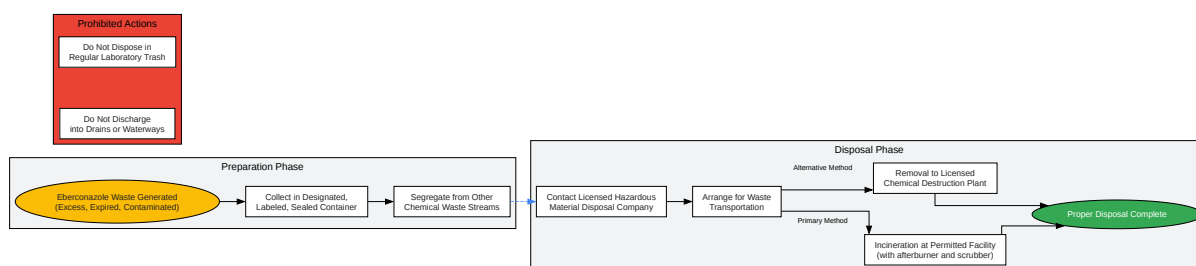 Prohibited Actions
Do Not Dispose in
Regular Laboratory Trash
Do Not Discharge
into Drains or Waterways
Preparation Phase
Eberconazole Waste Generated
(Excess, Expired, Contaminated)
Collect in Designated,
Labeled, Sealed Container
Segregate from Other
Chemical Waste Streams
Disposal Phase
Contact Licensed Hazardous
Material Disposal Company
Arrange for Waste
Transportation
Alternative Method
Removal to Licensed
Chemical Destruction Plant
Primary Method
Incineration at Permitted Facility
(with afterburner and scrubber)
Proper Disposal Complete